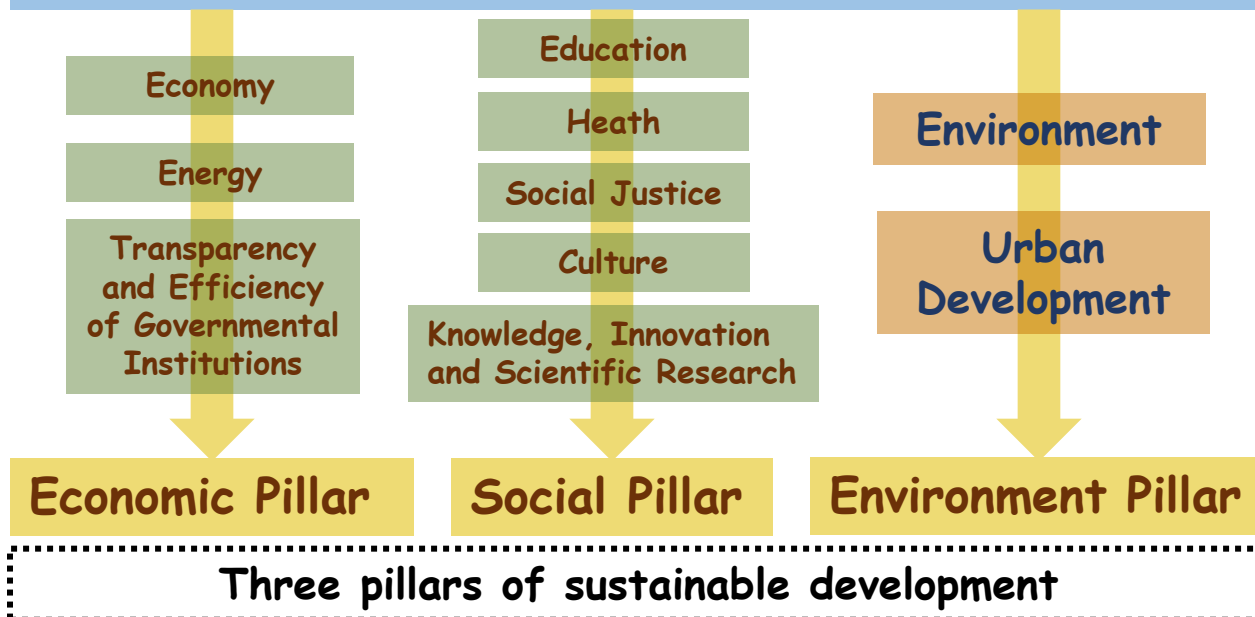 Economy
Energy
Transparency
and Efficiency
of Governmental
Institutions
Economic Pillar
Education
Heath
Social Justice
Culture
Knowledge, Innovation
and Scientific Research
Social Pillar
Environment
Urban
Development
Environment Pillar
Three pillars of sustainable development